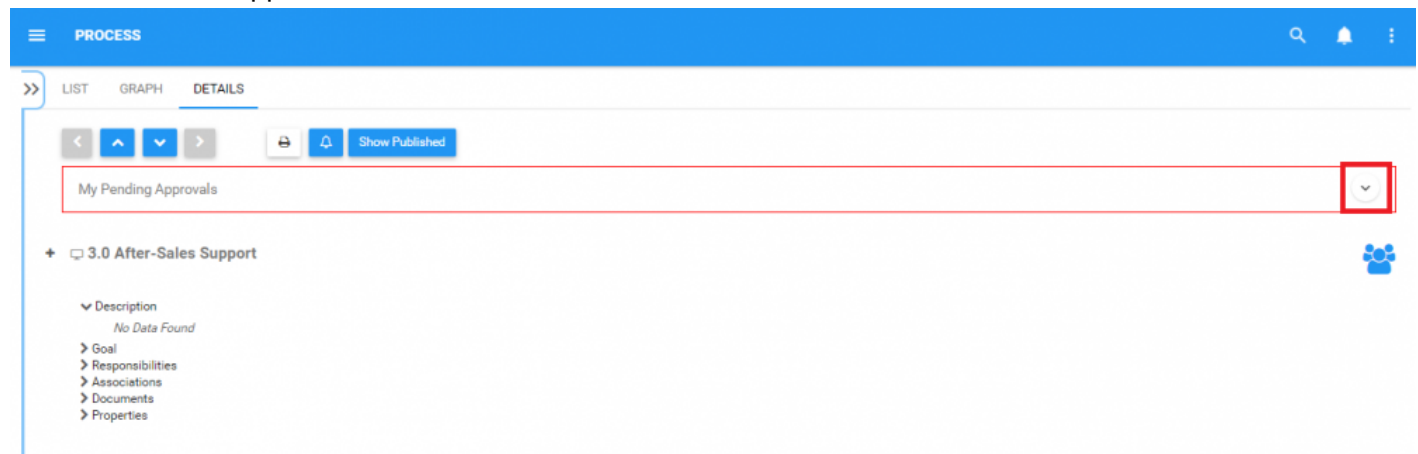 PROCESS
LIST GRAPH DETAILS
Show Published
My Pending Approvals
3.0 After-Sales Support
Description
No Data Found
Goal
Responsibilities
Associations
Documents
Properties